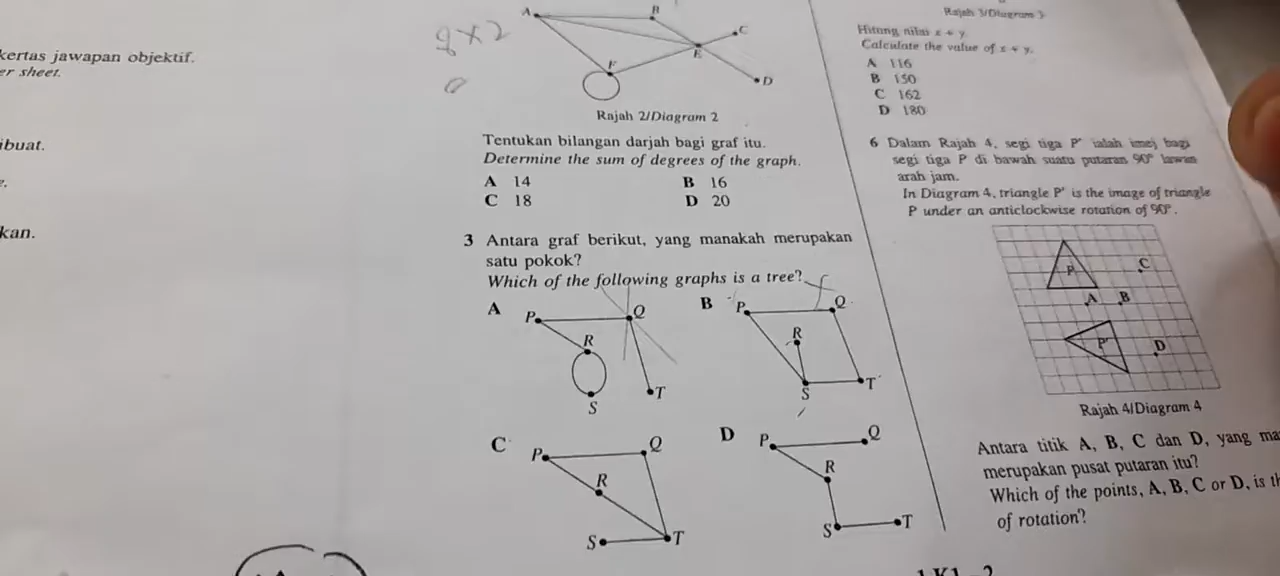 kertas jawapan objektif.
er sheet.
ibuat.
kan.
8 × 2
A
B
C
E
F
D
Rajah 2/Diagram 2
Tentukan bilangan darjah bagi graf itu.
Determine the sum of degrees of the graph.
A 14
B 16
C 18
D 20
3 Antara graf berikut, yang manakah merupakan
satu pokok?
Which of the following graphs is a tree?
A
P
Q
R
S
T
B
P
Q
R
S
T
C
P
Q
R
S
T
D
P
Q
R
S
T
Rajah 3/Diagram 3
Hitung nilai x + y.
Calculate the value of x + y.
A 116
B 150
C 162
D 180
6 Dalam Rajah 4, segi tiga P' ialah imej bagi
segi tiga P di bawah suatu putaran 90° lawan
arah jam.
In Diagram 4, triangle P' is the image of triangle
P under an anticlockwise rotation of 90°.
P
C
A
B
P'
D
Rajah 4/Diagram 4
Antara titik A, B, C dan D, yang ma
merupakan pusat putaran itu?
Which of the points, A, B, C or D, is th
of rotation?